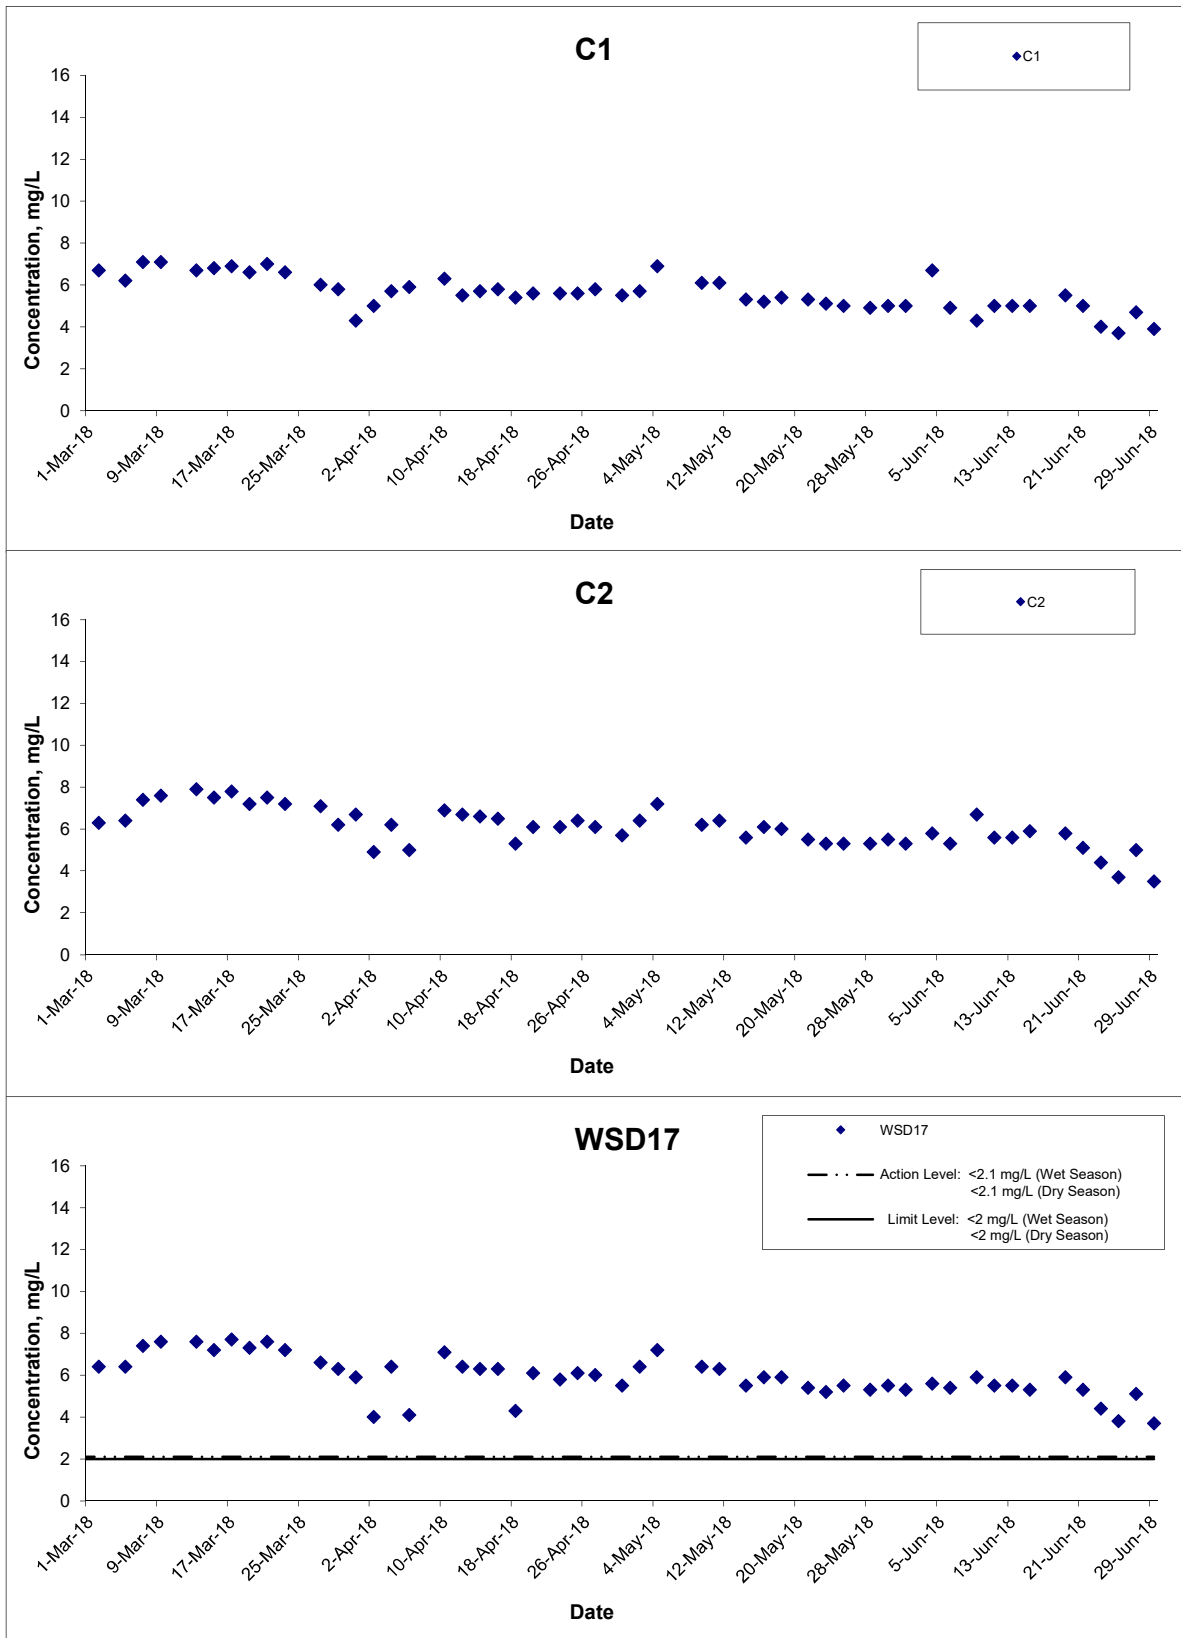 C1
C1
16
14
12
10
8
6
4
2
0
Concentration, mg/L
1-Mar-18
9-Mar-18
17-Mar-18
25-Mar-18
2-Apr-18
10-Apr-18
18-Apr-18
26-Apr-18
4-May-18
12-May-18
20-May-18
28-May-18
5-Jun-18
13-Jun-18
21-Jun-18
29-Jun-18
Date
C2
C2
16
14
12
10
8
6
4
2
0
Concentration, mg/L
1-Mar-18
9-Mar-18
17-Mar-18
25-Mar-18
2-Apr-18
10-Apr-18
18-Apr-18
26-Apr-18
4-May-18
12-May-18
20-May-18
28-May-18
5-Jun-18
13-Jun-18
21-Jun-18
29-Jun-18
Date
WSD17
WSD17
Action Level: <2.1 mg/L (Wet Season)
<2.1 mg/L (Dry Season)
Limit Level: <2 mg/L (Wet Season)
<2 mg/L (Dry Season)
16
14
12
10
8
6
4
2
0
Concentration, mg/L
1-Mar-18
9-Mar-18
17-Mar-18
25-Mar-18
2-Apr-18
10-Apr-18
18-Apr-18
26-Apr-18
4-May-18
12-May-18
20-May-18
28-May-18
5-Jun-18
13-Jun-18
21-Jun-18
29-Jun-18
Date